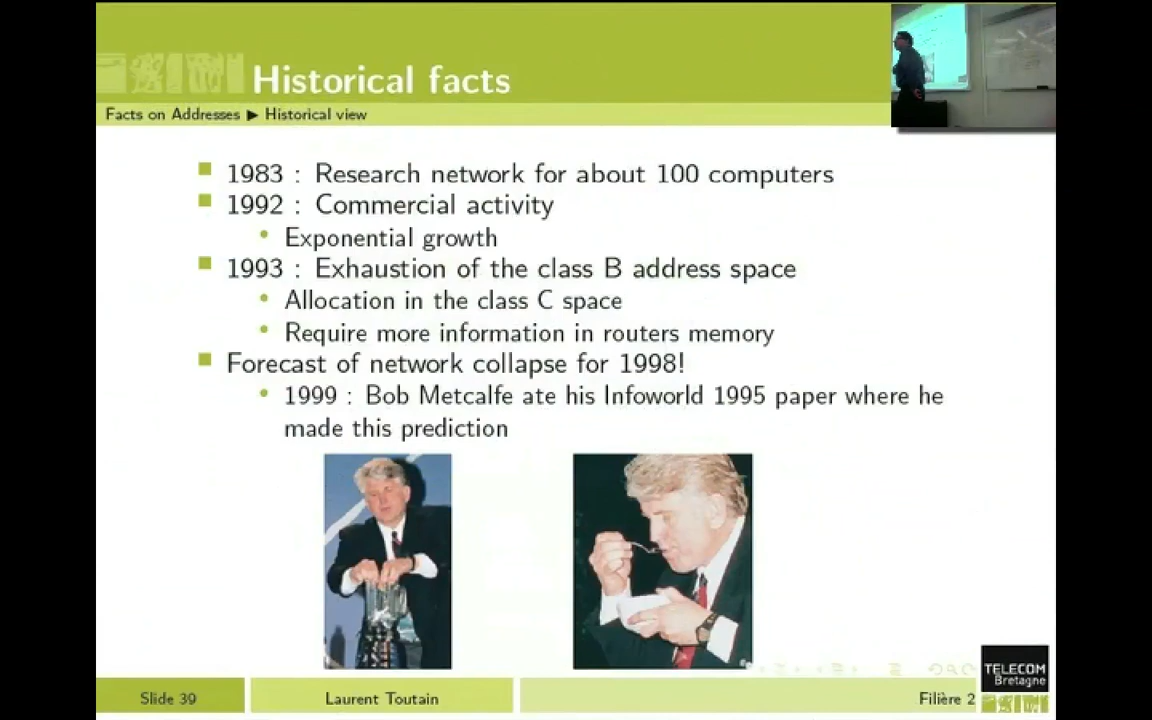 Historical facts
Facts on Addresses ▶ Historical view
1983 : Research network for about 100 computers
1992 : Commercial activity
Exponential growth
1993 : Exhaustion of the class B address space
Allocation in the class C space
Require more information in routers memory
Forecast of network collapse for 1998!
1999 : Bob Metcalfe ate his Infoworld 1995 paper where he
made this prediction
TELECOM
Bretagne
Slide 39
Laurent Toutain
Filière 2